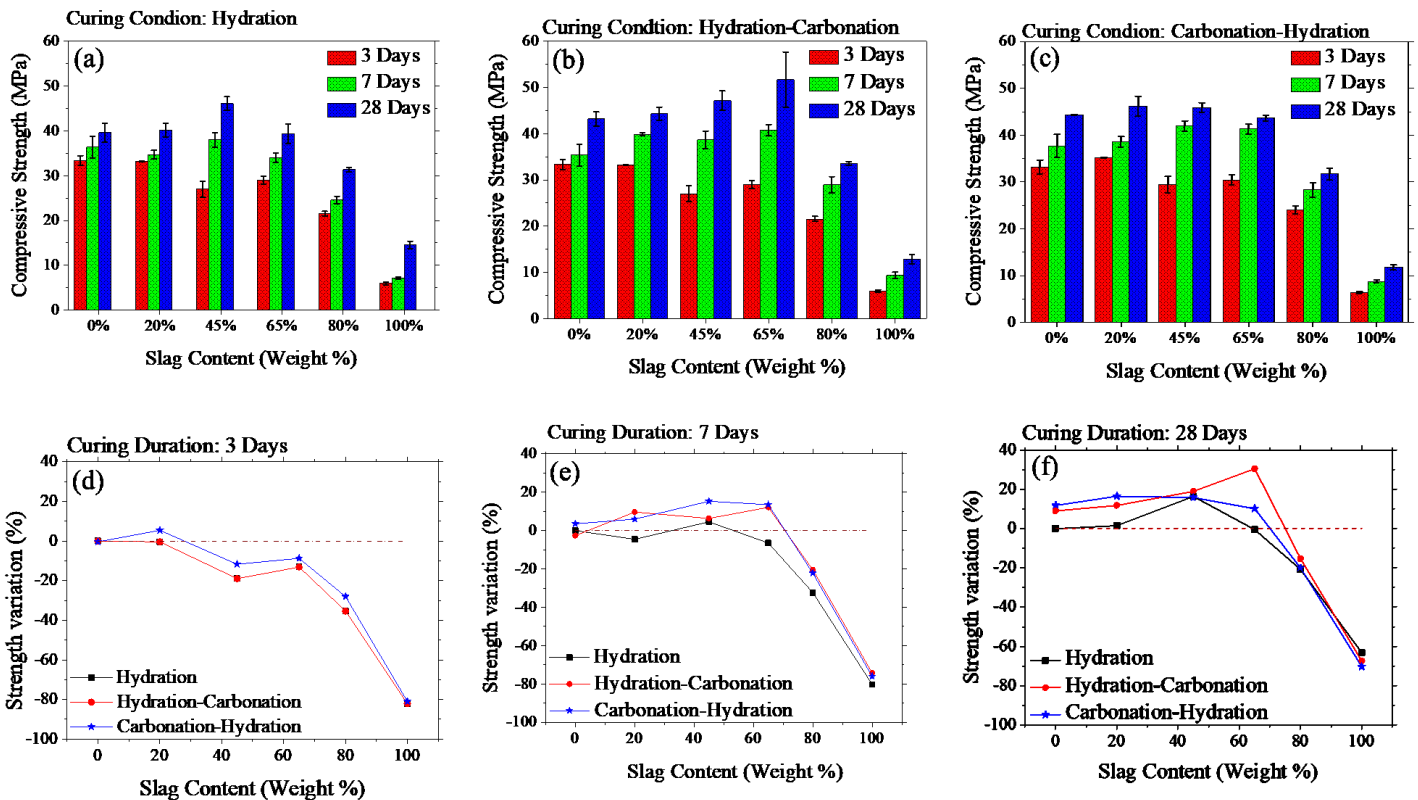 Curing Condion: Hydration
(a)
3 Days
7 Days
28 Days
Compressive Strength (MPa)
60
50
40
30
20
10
0
0% 20% 45% 65% 80% 100%
Slag Content (Weight %)
Curing Condtion: Hydration-Carbonation
(b)
3 Days
7 Days
28 Days
Compressive Strength (MPa)
60
50
40
30
20
10
0
0% 20% 45% 65% 80% 100%
Slag Content (Weight %)
Curing Condion: Carbonation-Hydration
(c)
3 Days
7 Days
28 Days
Compressive Strength (MPa)
60
50
40
30
20
10
0
0% 20% 45% 65% 80% 100%
Slag Content (Weight %)
Curing Duration: 3 Days
(d)
Strength variation (%)
40
20
0
-20
-40
-60
-80
-100
Hydration
Hydration-Carbonation
Carbonation-Hydration
0 20 40 60 80 100
Slag Content (Weight %)
Curing Duration: 7 Days
(e)
Strength variation (%)
40
20
0
-20
-40
-60
-80
-100
Hydration
Hydration-Carbonation
Carbonation-Hydration
0 20 40 60 80 100
Slag Content (Weight %)
Curing Duration: 28 Days
(f)
Strength variation (%)
40
20
0
-20
-40
-60
-80
-100
Hydration
Hydration-Carbonation
Carbonation-Hydration
0 20 40 60 80 100
Slag Content (Weight %)